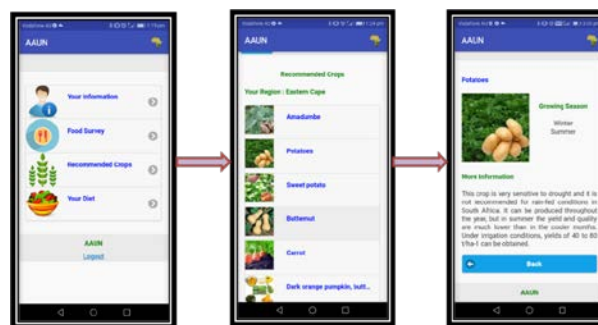 AAUN
Your Information
Food Survey
Recommended Crops
Your Diet
AAUN
Logout
AAUN
Recommended Crops
Your Region : Eastern Cape
Amadumbe
Potatoes
Sweet potato
Butternut
Carrot
Dark orange pumpkin, butt...
AAUN
Potatoes
Growing Season
Winter
Summer
More Information
This crop is very sensitive to drought and it is
not recommended for rain-fed conditions in
South Africa. It can be produced throughout
the year, but in summer the yield and quality
are much lower than in the cooler months.
Under irrigation conditions, yields of 40 to 80
t/ha-1 can be obtained.
Back
AAUN